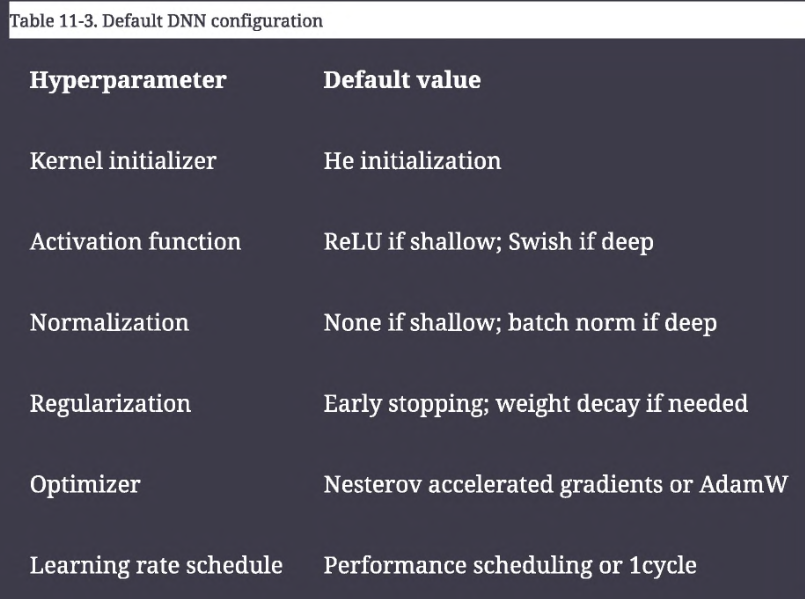 Table 11-3. Default DNN configuration
Hyperparameter Default value
Kernel initializer He initialization
Activation function ReLU if shallow; Swish if deep
Normalization None if shallow; batch norm if deep
Regularization Early stopping; weight decay if needed
Optimizer Nesterov accelerated gradients or AdamW
Learning rate schedule Performance scheduling or 1cycle